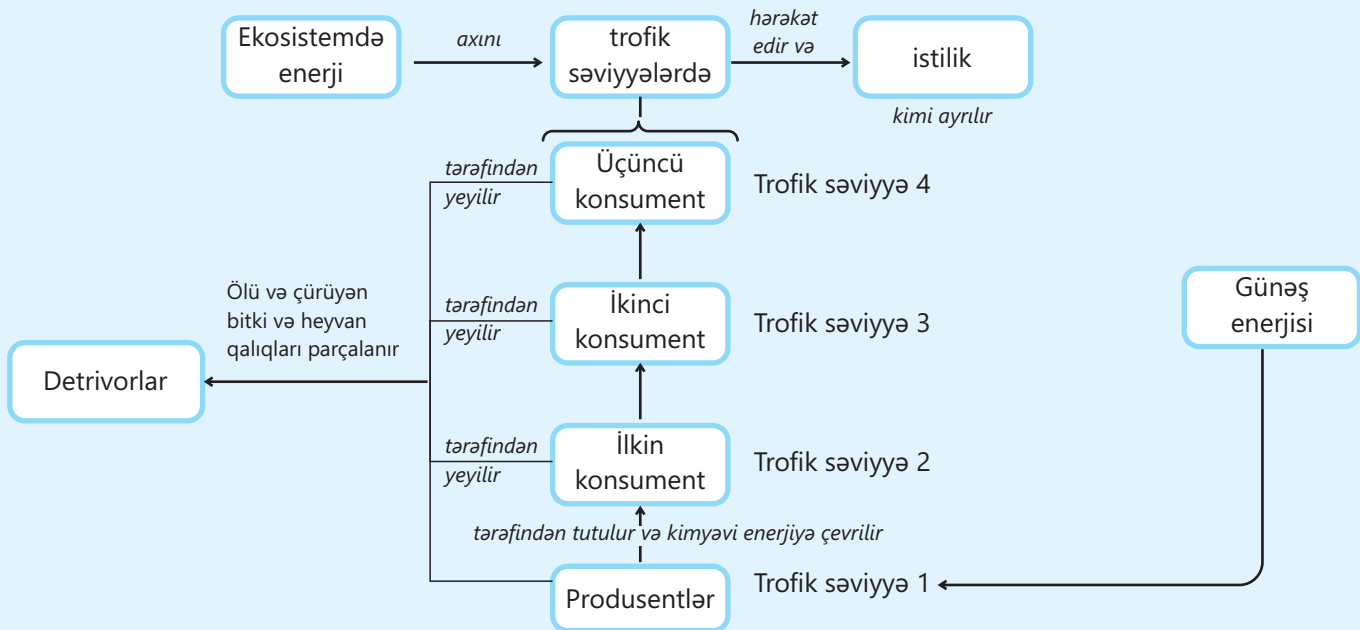 Ekosistemdə
enerji
axını
trofik
səviyyələrdə
hərəkət
edir və
istilik
kimi ayrılır
tərəfindən
yeyilir
Üçüncü
konsument
Trofik səviyyə 4
Ölü və çürüyən
bitki və heyvan
qalıqları parçalanır
Detrivorlar
tərəfindən
yeyilir
İkinci
konsument
Trofik səviyyə 3
Günəş
enerjisi
tərəfindən
yeyilir
İlkin
konsument
Trofik səviyyə 2
tərəfindən tutulur və kimyəvi enerjiyə çevrilir
Produsentlər
Trofik səviyyə 1